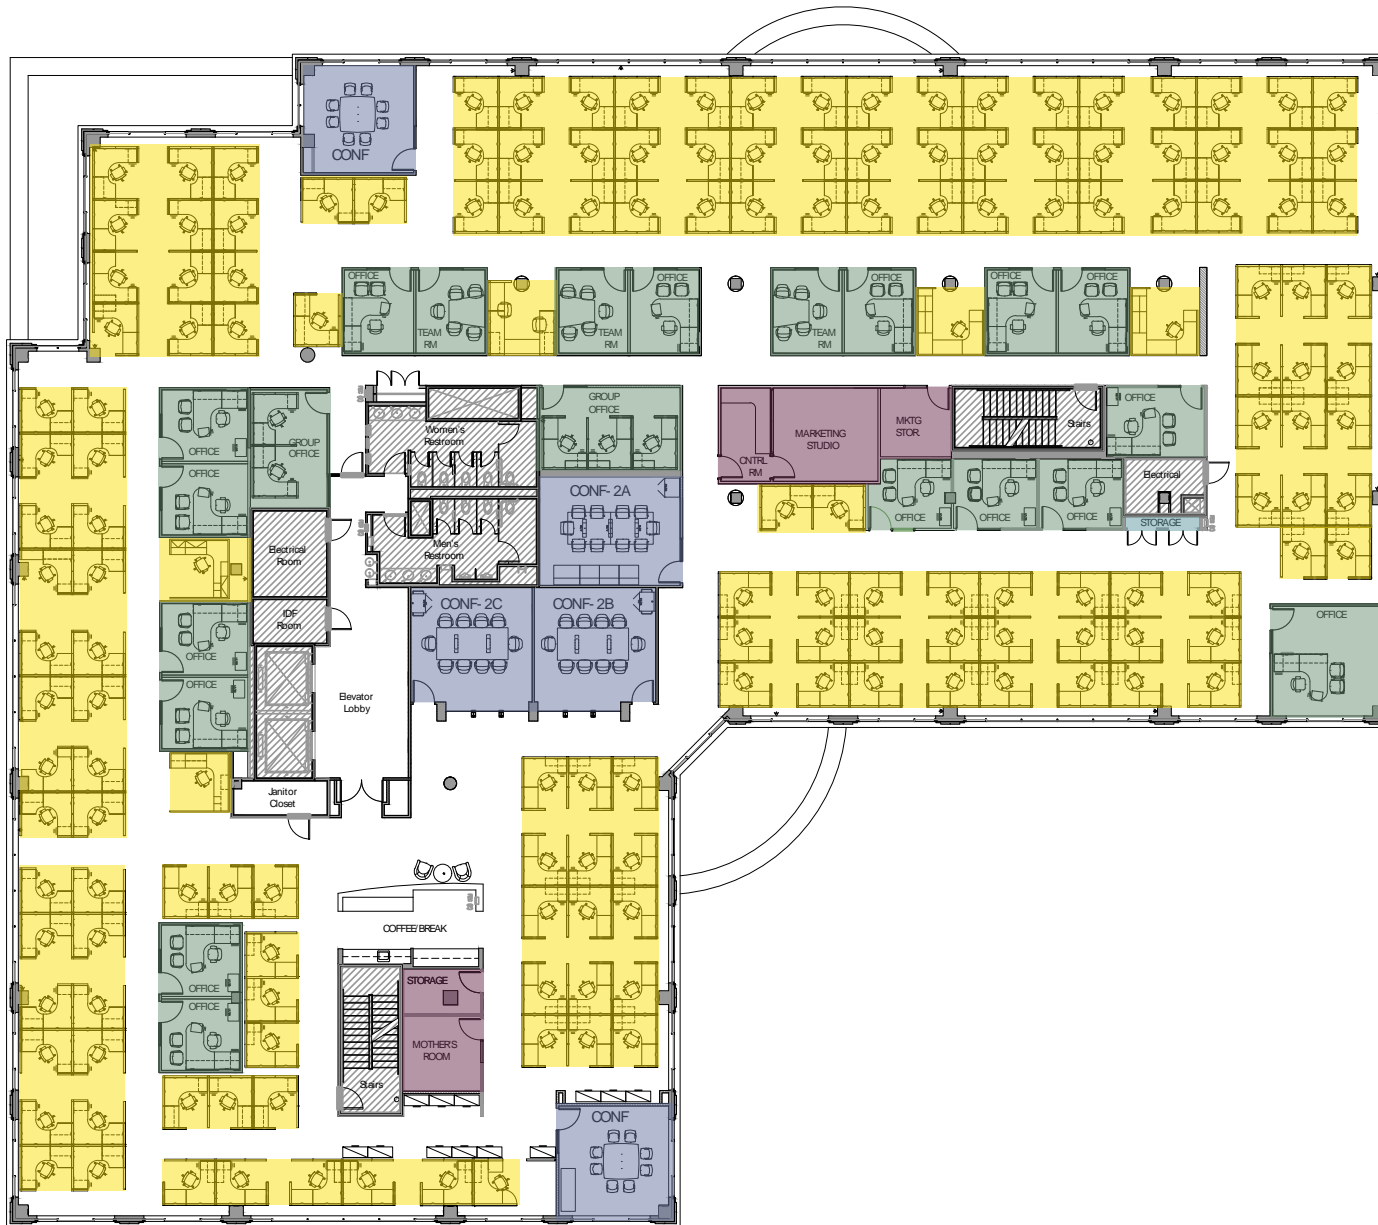 CONF
OFFICE
TEAM
RM
TEAM
RM
OFFICE
TEAM
RM
OFFICE
OFFICE
OFFICE
OFFICE
GROUP
OFFICE
OFFICE
Women's
Restroom
GROUP
OFFICE
CNTRL
RM
MARKETING
STUDIO
MKTG
STOR.
Stairs
OFFICE
Electrical
STORAGE
OFFICE
OFFICE
OFFICE
CONF- 2A
Men's
Restroom
Electrical
Room
IDF
Room
OFFICE
OFFICE
CONF- 2C
CONF- 2B
Elevator
Lobby
OFFICE
Janitor
Closet
COFFEE/BREAK
OFFICE
OFFICE
STORAGE
MOTHER'S
ROOM
Stairs
CONF